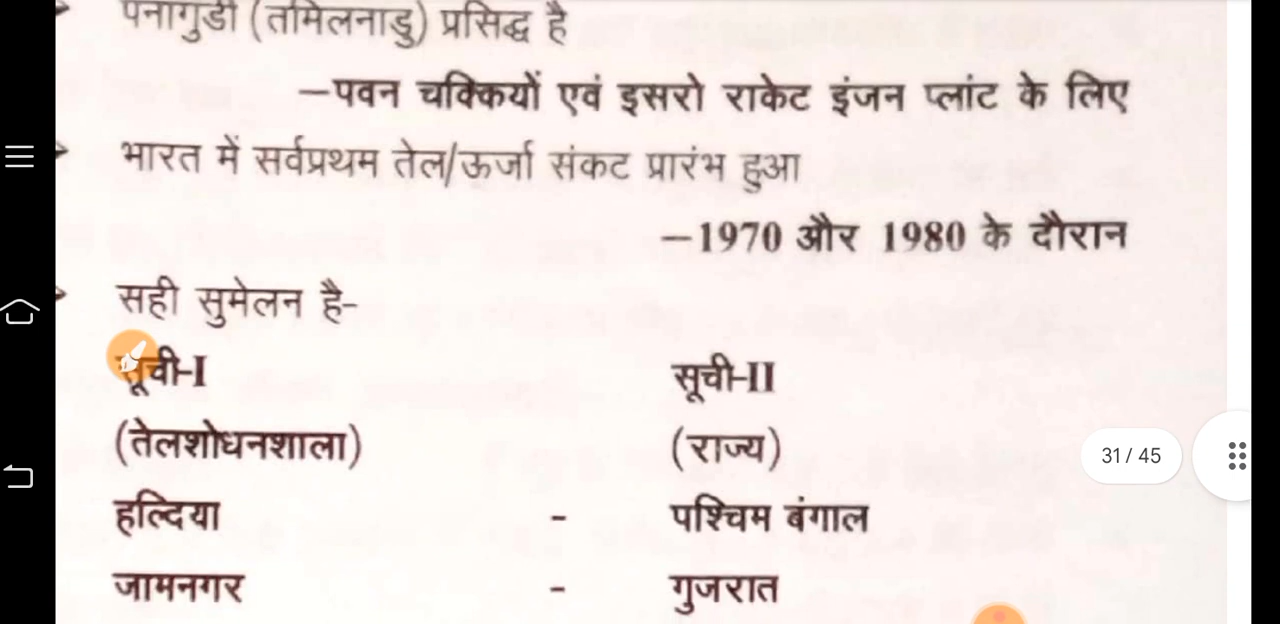 पनागुडी (तमिलनाडु) प्रसिद्ध है
–पवन चक्कियों एवं इसरो राकेट इंजन प्लांट के लिए
भारत में सर्वप्रथम तेल/ऊर्जा संकट प्रारंभ हुआ
–1970 और 1980 के दौरान
सही सुमेलन है-
सूची-I सूची-II
(तेलशोधनशाला) (राज्य)
31 / 45
हल्दिया - पश्चिम बंगाल
जामनगर - गुजरात